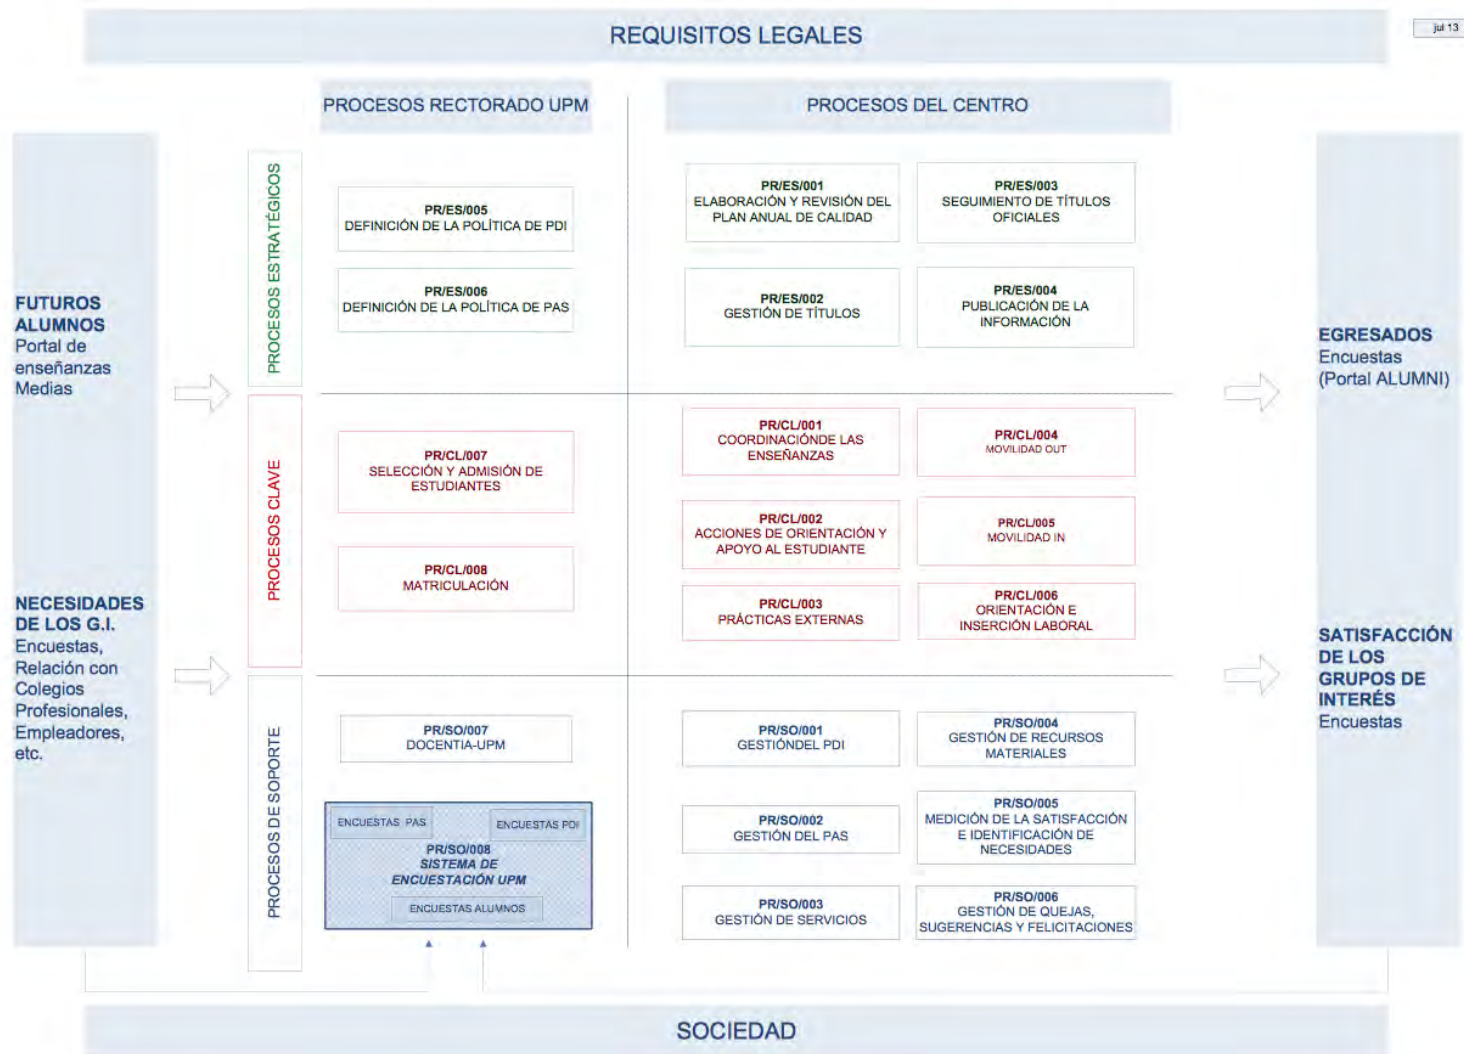 REQUISITOS LEGALES
jul 13
PROCESOS RECTORADO UPM
PROCESOS DEL CENTRO
FUTUROS
ALUMNOS
Portal de
enseñanzas
Medias
NECESIDADES
DE LOS G.I.
Encuestas,
Relación con
Colegios
Profesionales,
Empleadores,
etc.
PROCESOS ESTRATÉGICOS
PR/ES/005
DEFINICIÓN DE LA POLÍTICA DE PDI
PR/ES/006
DEFINICIÓN DE LA POLÍTICA DE PAS
PR/ES/001
ELABORACIÓN Y REVISIÓN DEL
PLAN ANUAL DE CALIDAD
PR/ES/003
SEGUIMIENTO DE TÍTULOS
OFICIALES
PR/ES/002
GESTIÓN DE TÍTULOS
PR/ES/004
PUBLICACIÓN DE LA
INFORMACIÓN
PROCESOS CLAVE
PR/CL/007
SELECCIÓN Y ADMISIÓN DE
ESTUDIANTES
PR/CL/008
MATRICULACIÓN
PR/CL/001
COORDINACIÓNDE LAS
ENSEÑANZAS
PR/CL/004
MOVILIDAD OUT
PR/CL/002
ACCIONES DE ORIENTACIÓN Y
APOYO AL ESTUDIANTE
PR/CL/005
MOVILIDAD IN
PR/CL/003
PRÁCTICAS EXTERNAS
PR/CL/006
ORIENTACIÓN E
INSERCIÓN LABORAL
PROCESOS DE SOPORTE
PR/SO/007
DOCENTIA-UPM
ENCUESTAS PAS
ENCUESTAS PDI
PR/SO/008
SISTEMA DE
ENCUESTACIÓN UPM
ENCUESTAS ALUMNOS
PR/SO/001
GESTIÓNDEL PDI
PR/SO/004
GESTIÓN DE RECURSOS
MATERIALES
PR/SO/002
GESTIÓN DEL PAS
PR/SO/005
MEDICIÓN DE LA SATISFACCIÓN
E IDENTIFICACIÓN DE
NECESIDADES
PR/SO/003
GESTIÓN DE SERVICIOS
PR/SO/006
GESTIÓN DE QUEJAS,
SUGERENCIAS Y FELICITACIONES
EGRESADOS
Encuestas
(Portal ALUMNI)
SATISFACCIÓN
DE LOS
GRUPOS DE
INTERÉS
Encuestas
SOCIEDAD